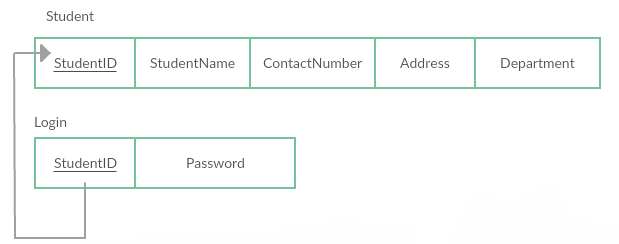 Student
StudentID StudentName ContactNumber Address Department
Login
StudentID Password